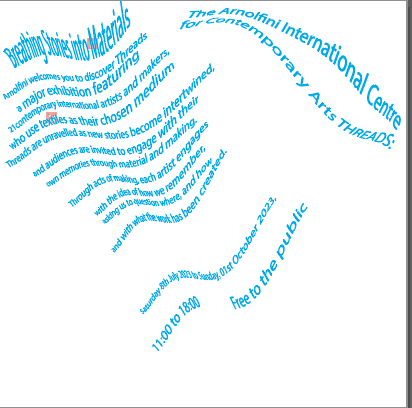 Breathing Stories into Materials
Arnolfini welcomes you to discover Threads
a major exhibition featuring
21 contemporary international artists and makers,
who use textiles as their chosen medium
Threads are unravelled as new stories become intertwined,
and audiences are invited to engage with their
own memories through material and making.
Through acts of making, each artist engages
with the idea of how we remember,
asking us to question where, and how
and with what the work has been created.
The Arnolfini International Centre
for Contemporary Arts THREADS:
Saturday 8th July 2023 to Sunday, 01st October 2023,
11:00 to 18:00
Free to the public